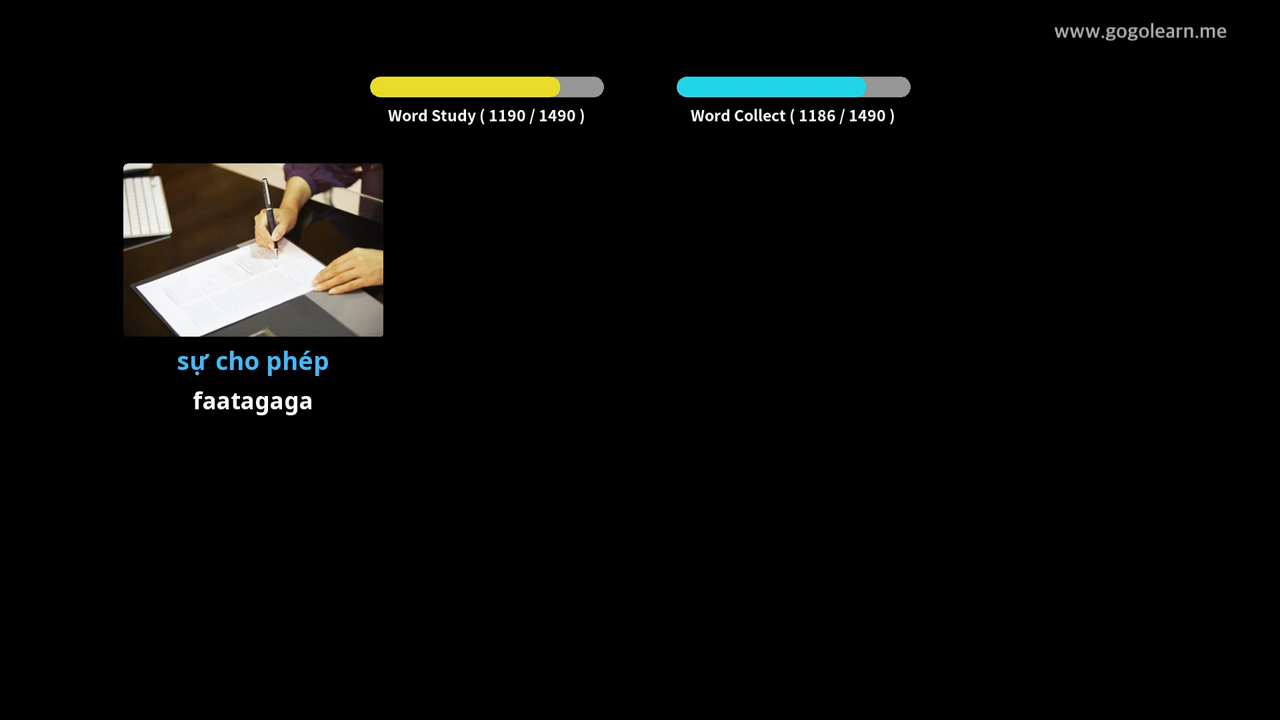 www.gogolearn.me
Word Study ( 1190 / 1490 )
Word Collect ( 1186 / 1490 )
sự cho phép
faatagaga